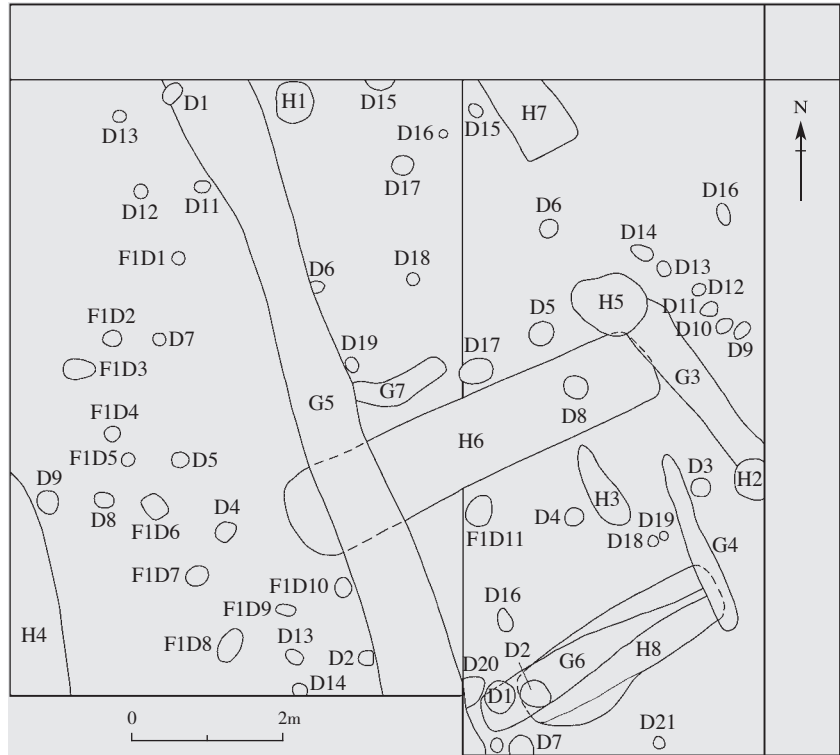 D1
H1
D15
D15
H7
N
D13
D16
D17
D16
D12
D11
D6
D14
F1D1
D6
D18
D13
D12
H5
D11
F1D2
D7
D19
D17
D5
D10
D9
F1D3
G7
G3
G5
D8
F1D4
H6
F1D5
D5
D3
H2
D9
D8
F1D6
D4
F1D11
D4
H3
D19
D18
G4
F1D7
F1D10
F1D9
D16
F1D8
D13
D2
D2
G6
H8
H4
D20
D1
D14
0
2m
D7
D21